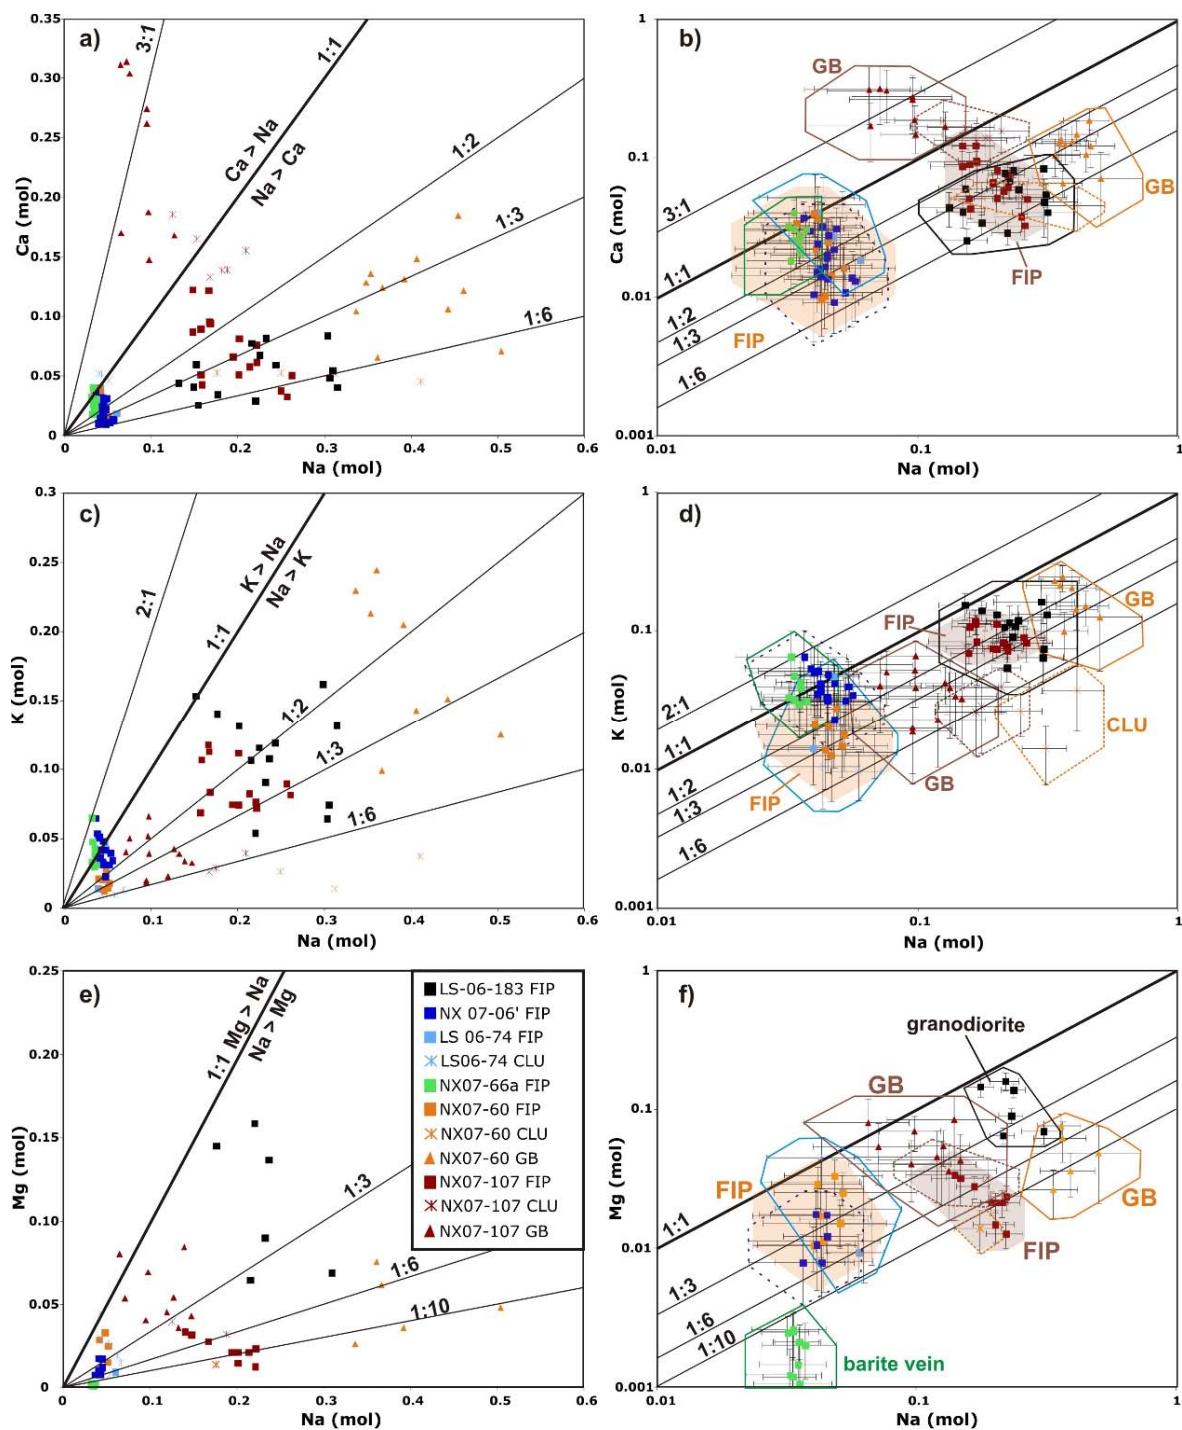 a)
3:1
1:1
Ca > Na
Na > Ca
1:2
1:3
1:6
0.35
0.30
0.25
0.20
0.15
0.10
0.05
0
Ca (mol)
0 0.1 0.2 0.3 0.4 0.5 0.6
Na (mol)
b)
GB
GB
FIP
FIP
3:1
1:1
1:2
1:3
1:6
1
0.1
0.01
0.001
Ca (mol)
0.01 0.1 1
Na (mol)
c)
2:1
1:1
K > Na
Na > K
1:2
1:3
1:6
0.3
0.25
0.20
0.15
0.10
0.05
0
K (mol)
0 0.1 0.2 0.3 0.4 0.5 0.6
Na (mol)
d)
FIP
GB
CLU
GB
FIP
2:1
1:1
1:2
1:3
1:6
1
0.1
0.01
0.001
K (mol)
0.01 0.1 1
Na (mol)
e)
1:1 Mg > Na
Na > Mg
1:3
1:6
1:10
0.25
0.20
0.15
0.10
0.05
0
Mg (mol)
0 0.1 0.2 0.3 0.4 0.5 0.6
Na (mol)
LS-06-183 FIP
NX 07-06' FIP
LS 06-74 FIP
LS06-74 CLU
NX07-66a FIP
NX07-60 FIP
NX07-60 CLU
NX07-60 GB
NX07-107 FIP
NX07-107 CLU
NX07-107 GB
f)
granodiorite
GB
FIP
GB
FIP
barite vein
1:1
1:3
1:6
1:10
1
0.1
0.01
0.001
Mg (mol)
0.01 0.1 1
Na (mol)